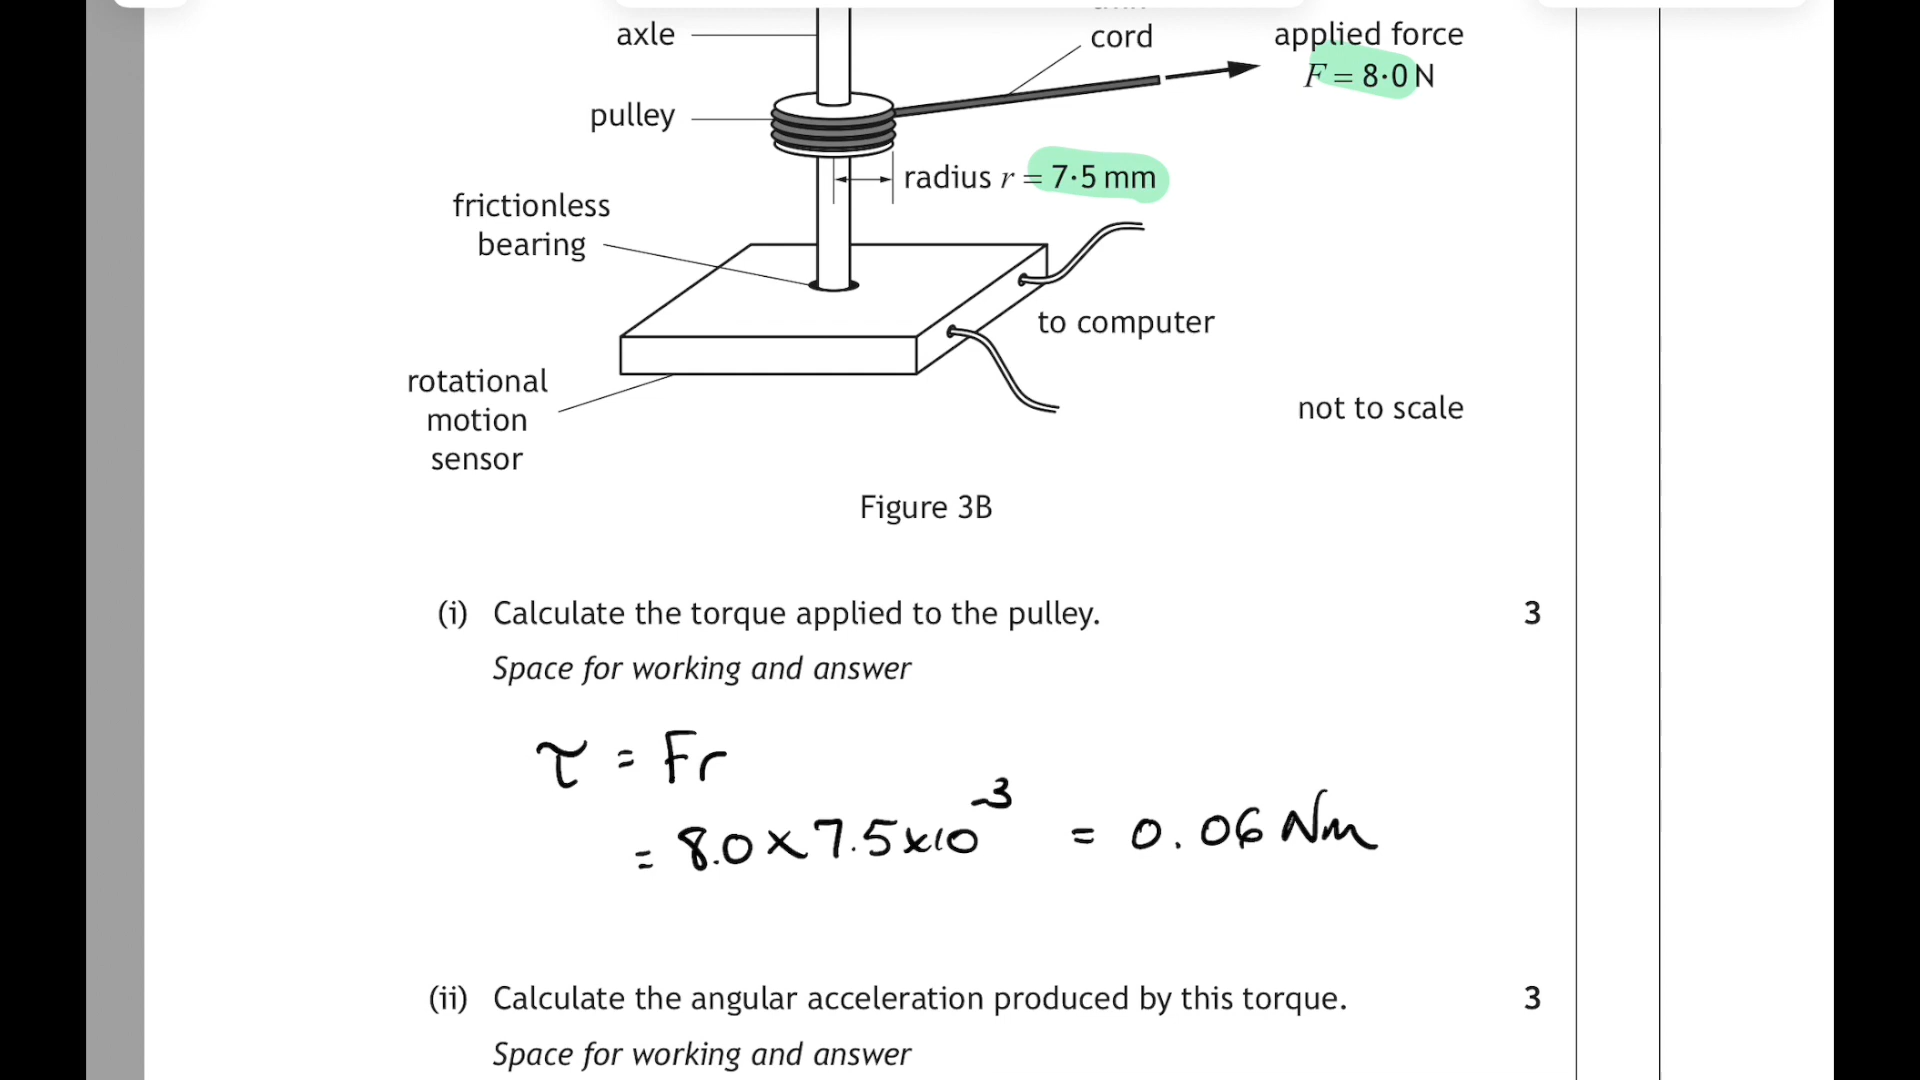 axle
cord
applied force
F = 8·0 N
pulley
radius r = 7·5 mm
frictionless
bearing
to computer
rotational
motion
sensor
not to scale
Figure 3B
(i) Calculate the torque applied to the pulley. 3
Space for working and answer
τ = Fr
= 8.0 × 7.5 × 10⁻³ = 0.06 Nm
(ii) Calculate the angular acceleration produced by this torque. 3
Space for working and answer